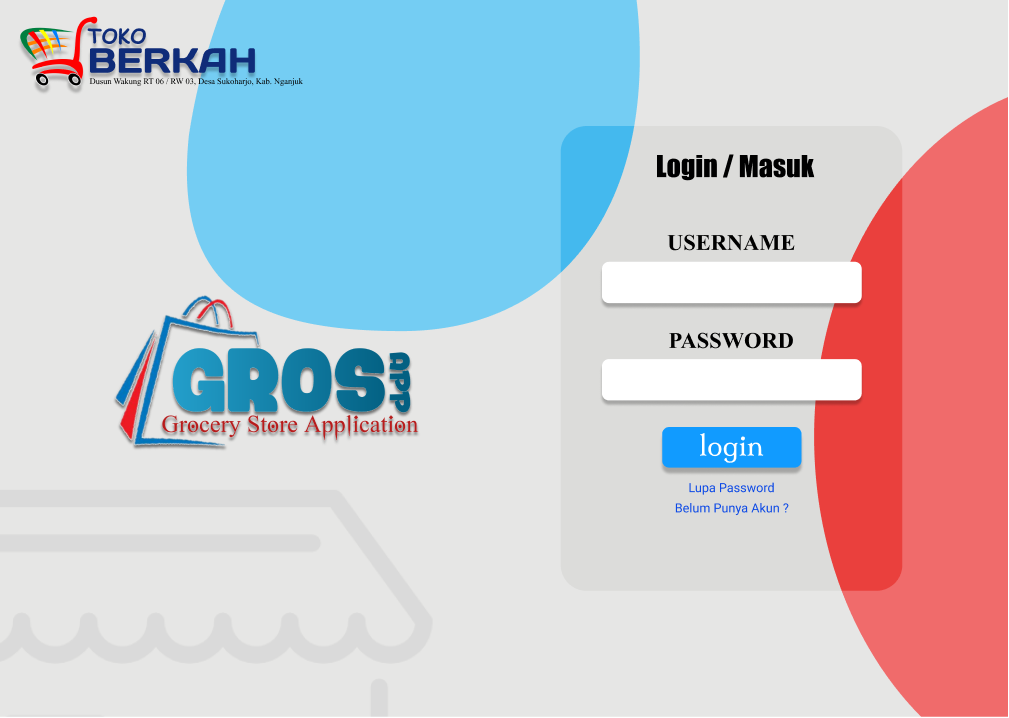 TOKO
BERKAH
Dusun Wakung RT 06 / RW 03, Desa Sukoharjo, Kab. Nganjuk
Login / Masuk
USERNAME
PASSWORD
login
Lupa Password
Belum Punya Akun ?
GROS APP
Grocery Store Application